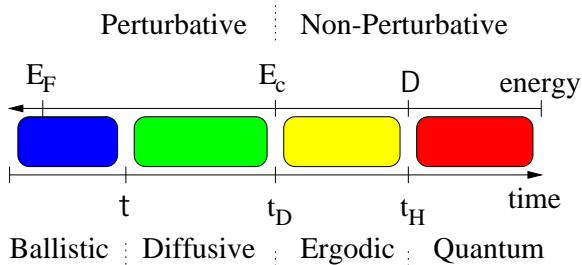 Perturbative Non-Perturbative
E_F E_c D energy
t t_D t_H time
Ballistic Diffusive Ergodic Quantum